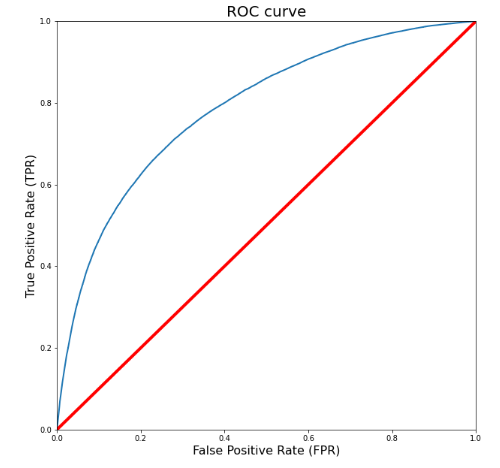 ROC curve
True Positive Rate (TPR)
1.0
0.8
0.6
0.4
0.2
0.0
0.0 0.2 0.4 0.6 0.8 1.0
False Positive Rate (FPR)